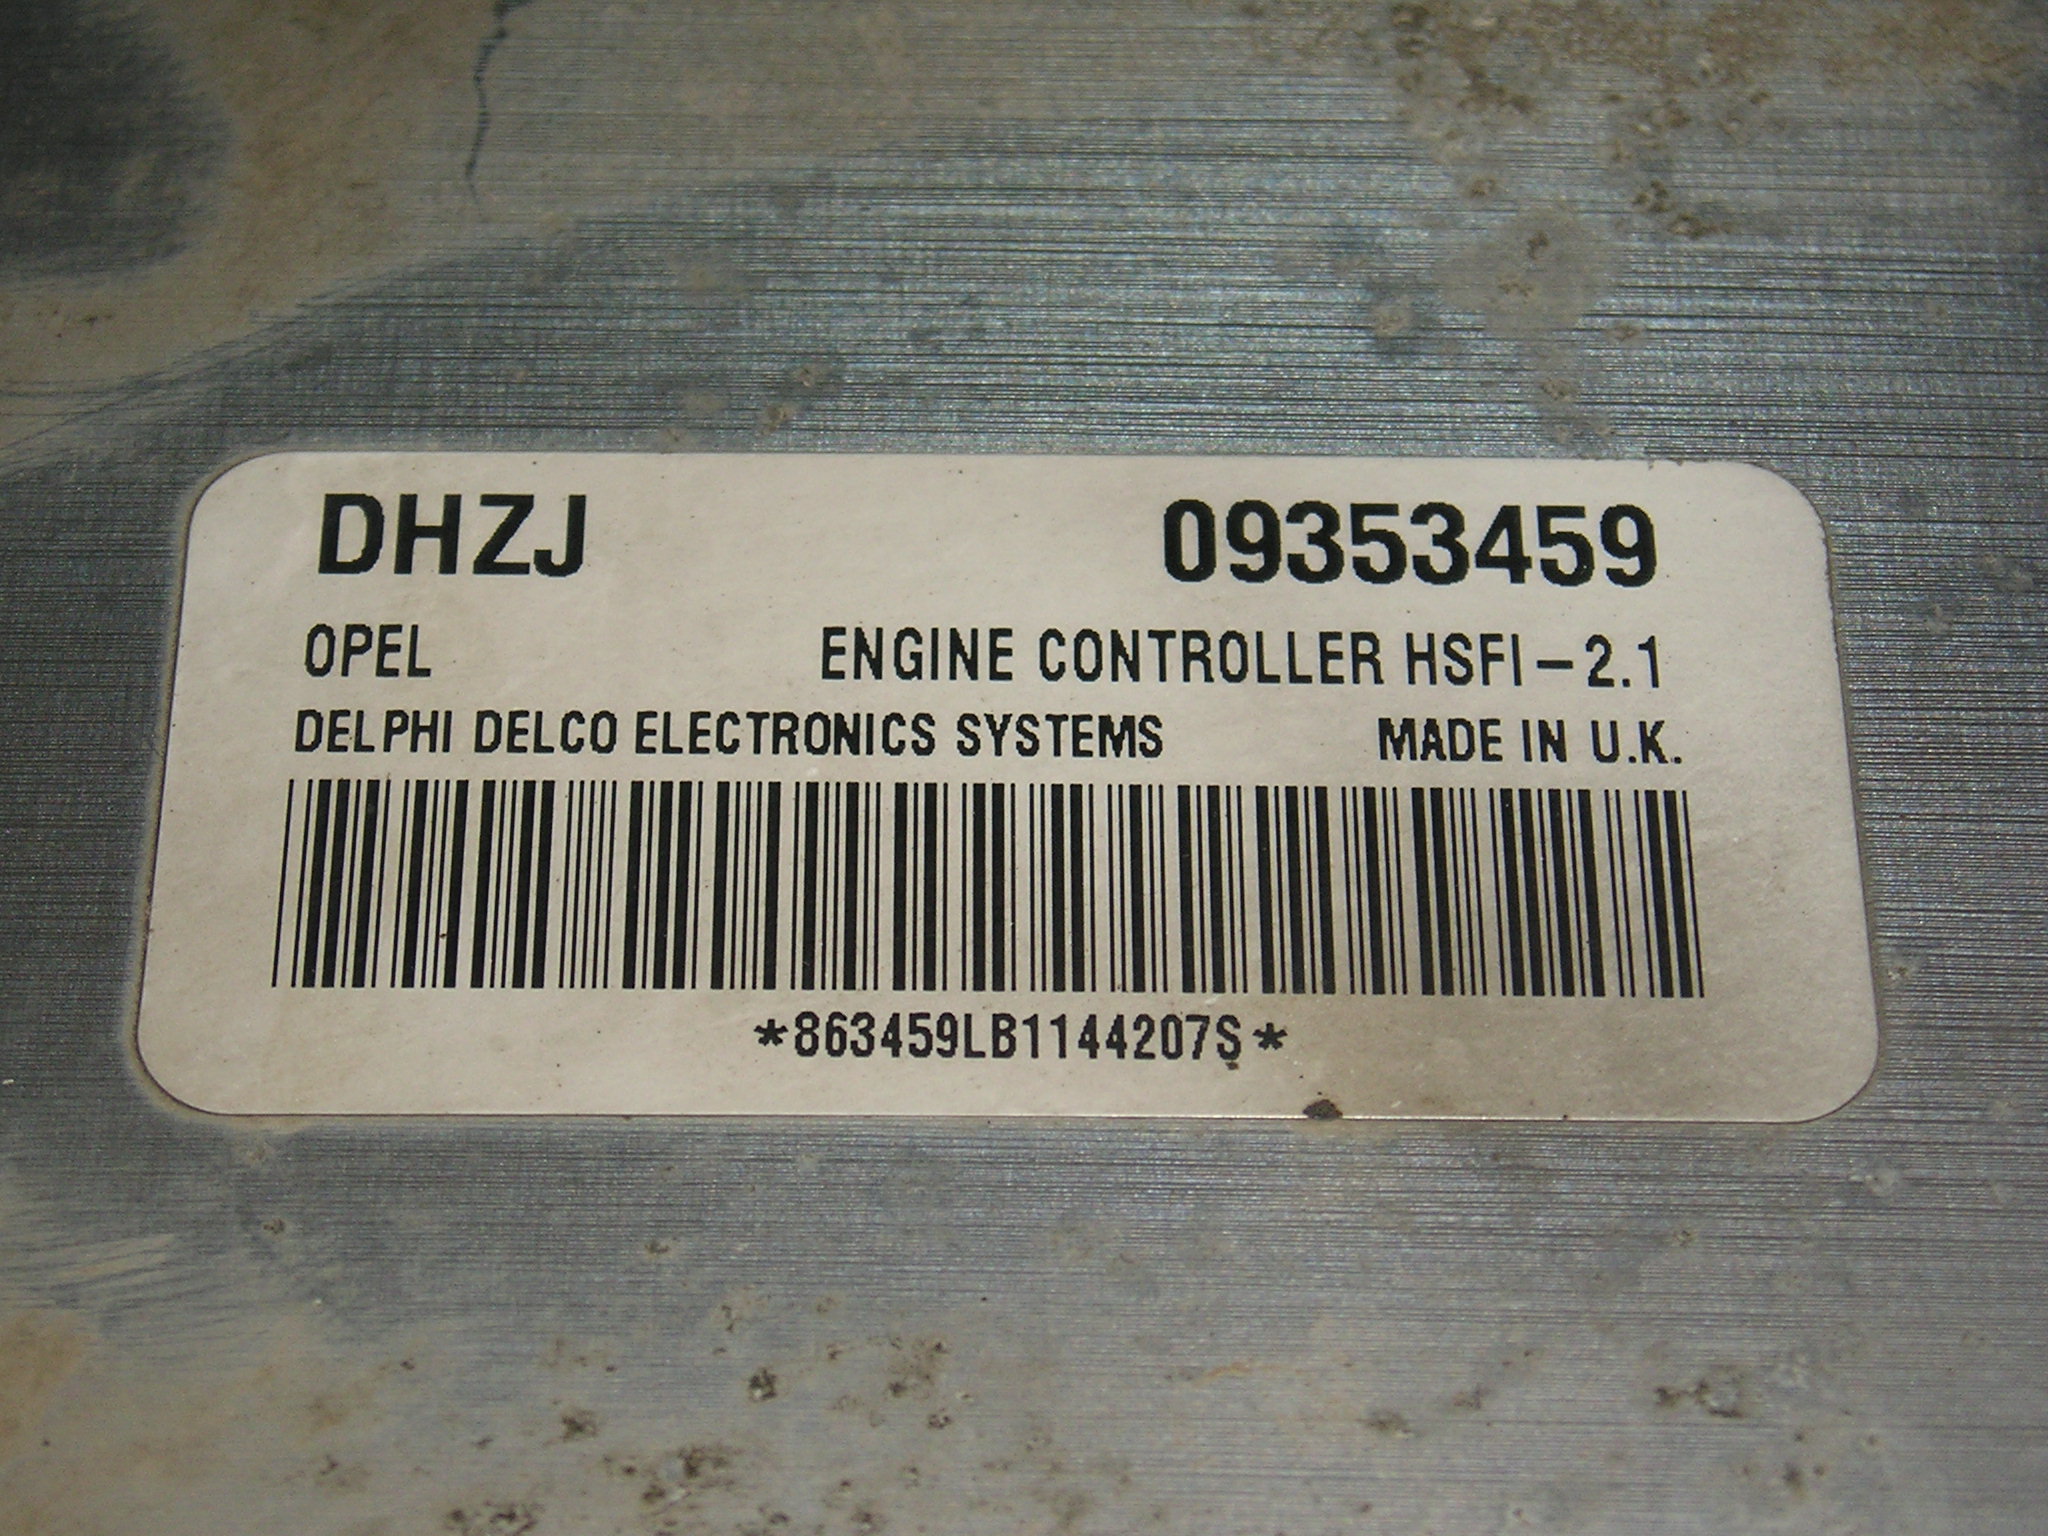 DHZJ 09353459
OPEL ENGINE CONTROLLER HSFI-2.1
DELPHI DELCO ELECTRONICS SYSTEMS MADE IN U.K.
*863459LB1144207S*